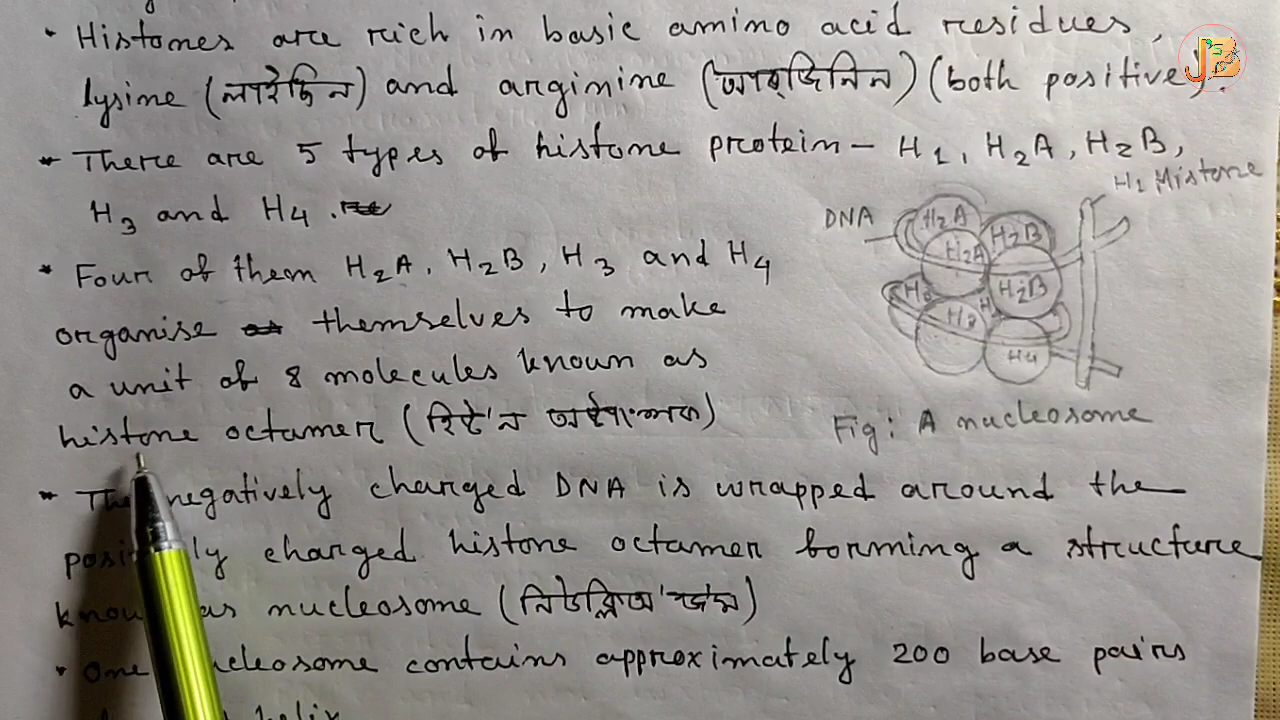 • Histones are rich in basic amino acid residues,
lysine (লাইচিন) and arginine (আৰ্জিনিন) (both positive).
* There are 5 types of histone protein – H1, H2A, H2B,
H3 and H4.
* Four of them H2A, H2B, H3 and H4
organise themselves to make
a unit of 8 molecules known as
histone octamer (
DNA
H1 Histone
H2A H2B
H2A H2B
H3
H3 H4
Fig: A nucleosome
* The negatively charged DNA is wrapped around the
charged histone octamer forming a structure
as nucleosome (
• One contains approximately 200 base pairs
helix